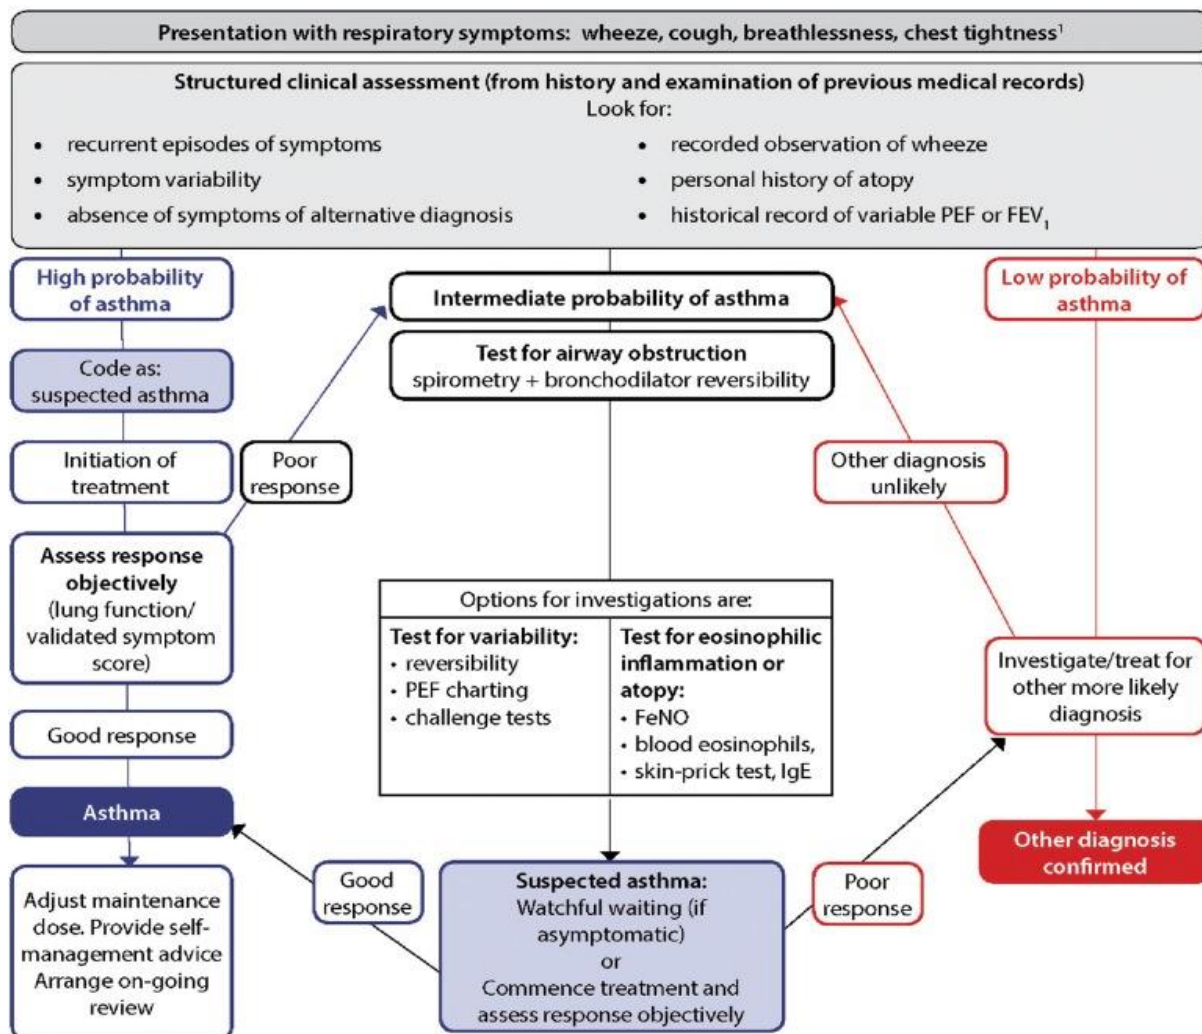 Presentation with respiratory symptoms: wheeze, cough, breathlessness, chest tightness¹
Structured clinical assessment (from history and examination of previous medical records)
Look for:
• recurrent episodes of symptoms
• symptom variability
• absence of symptoms of alternative diagnosis
• recorded observation of wheeze
• personal history of atopy
• historical record of variable PEF or FEV₁
High probability
of asthma
Code as:
suspected asthma
Initiation of
treatment
Assess response
objectively
(lung function/
validated symptom
score)
Good response
Asthma
Adjust maintenance
dose. Provide self-
management advice
Arrange on-going
review
Poor
response
Intermediate probability of asthma
Test for airway obstruction
spirometry + bronchodilator reversibility
Options for investigations are:
Test for variability:
• reversibility
• PEF charting
• challenge tests
Test for eosinophilic
inflammation or
atopy:
• FeNO
• blood eosinophils,
• skin-prick test, IgE
Good
response
Suspected asthma:
Watchful waiting (if
asymptomatic)
or
Commence treatment and
assess response objectively
Poor
response
Low probability of
asthma
Other diagnosis
unlikely
Investigate/treat for
other more likely
diagnosis
Other diagnosis
confirmed